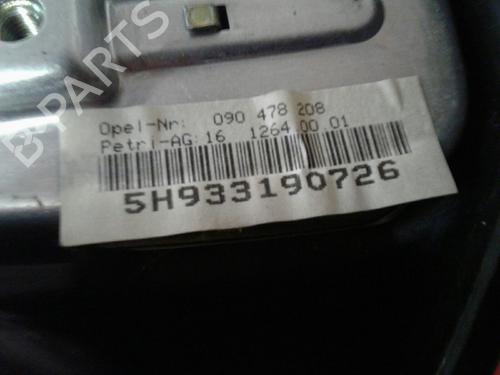 B-PARTS
Opel-Nr: 090 478 208
Petri-AG: 16 1264 00 01
5H933190726